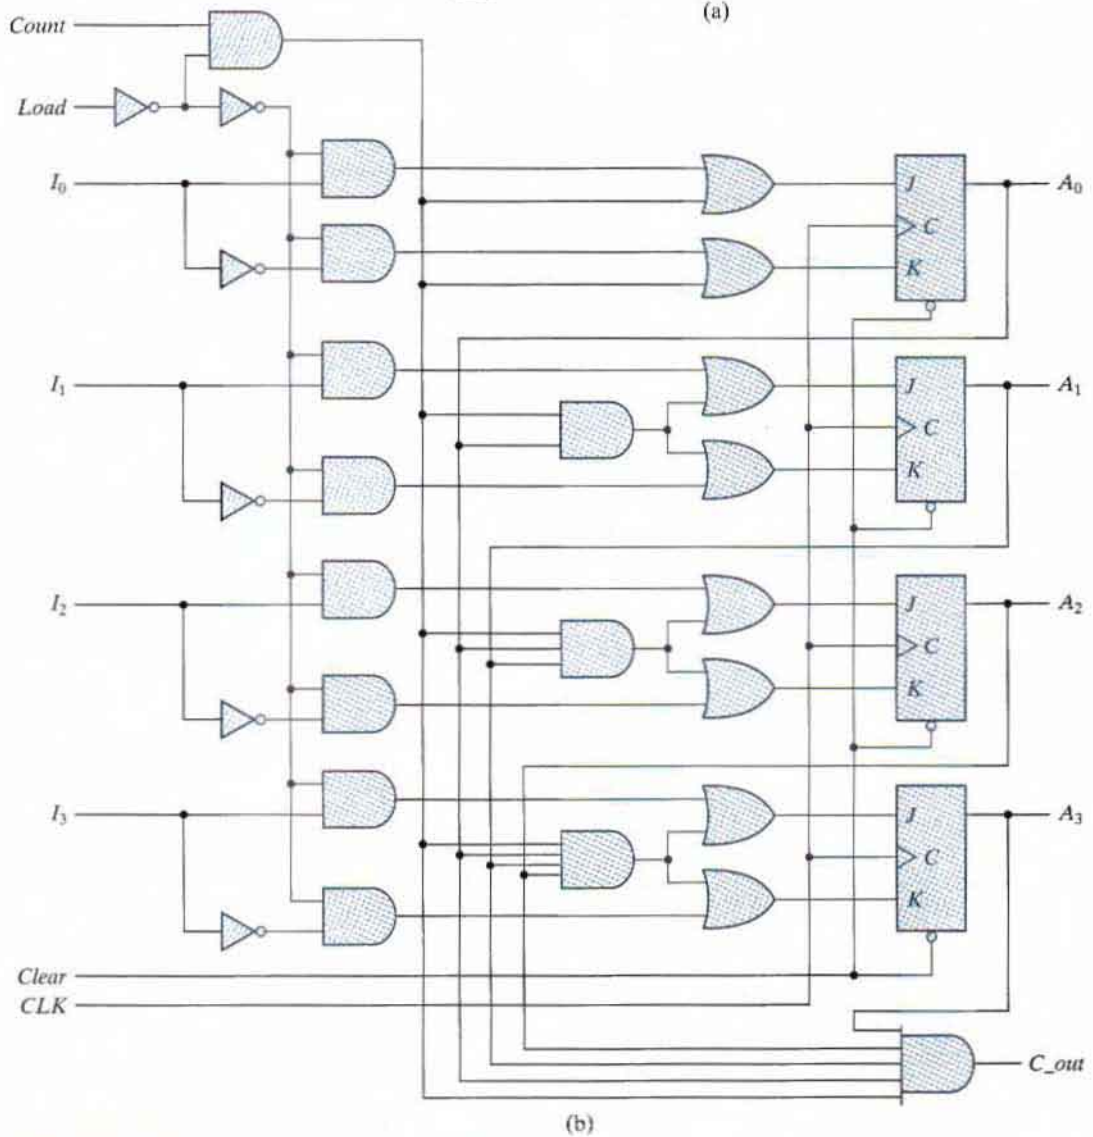 (a)
Count
Load
I₀
J
A₀
C
K
I₁
J
A₁
C
K
I₂
J
A₂
C
K
I₃
J
A₃
C
K
Clear
CLK
C_out
(b)